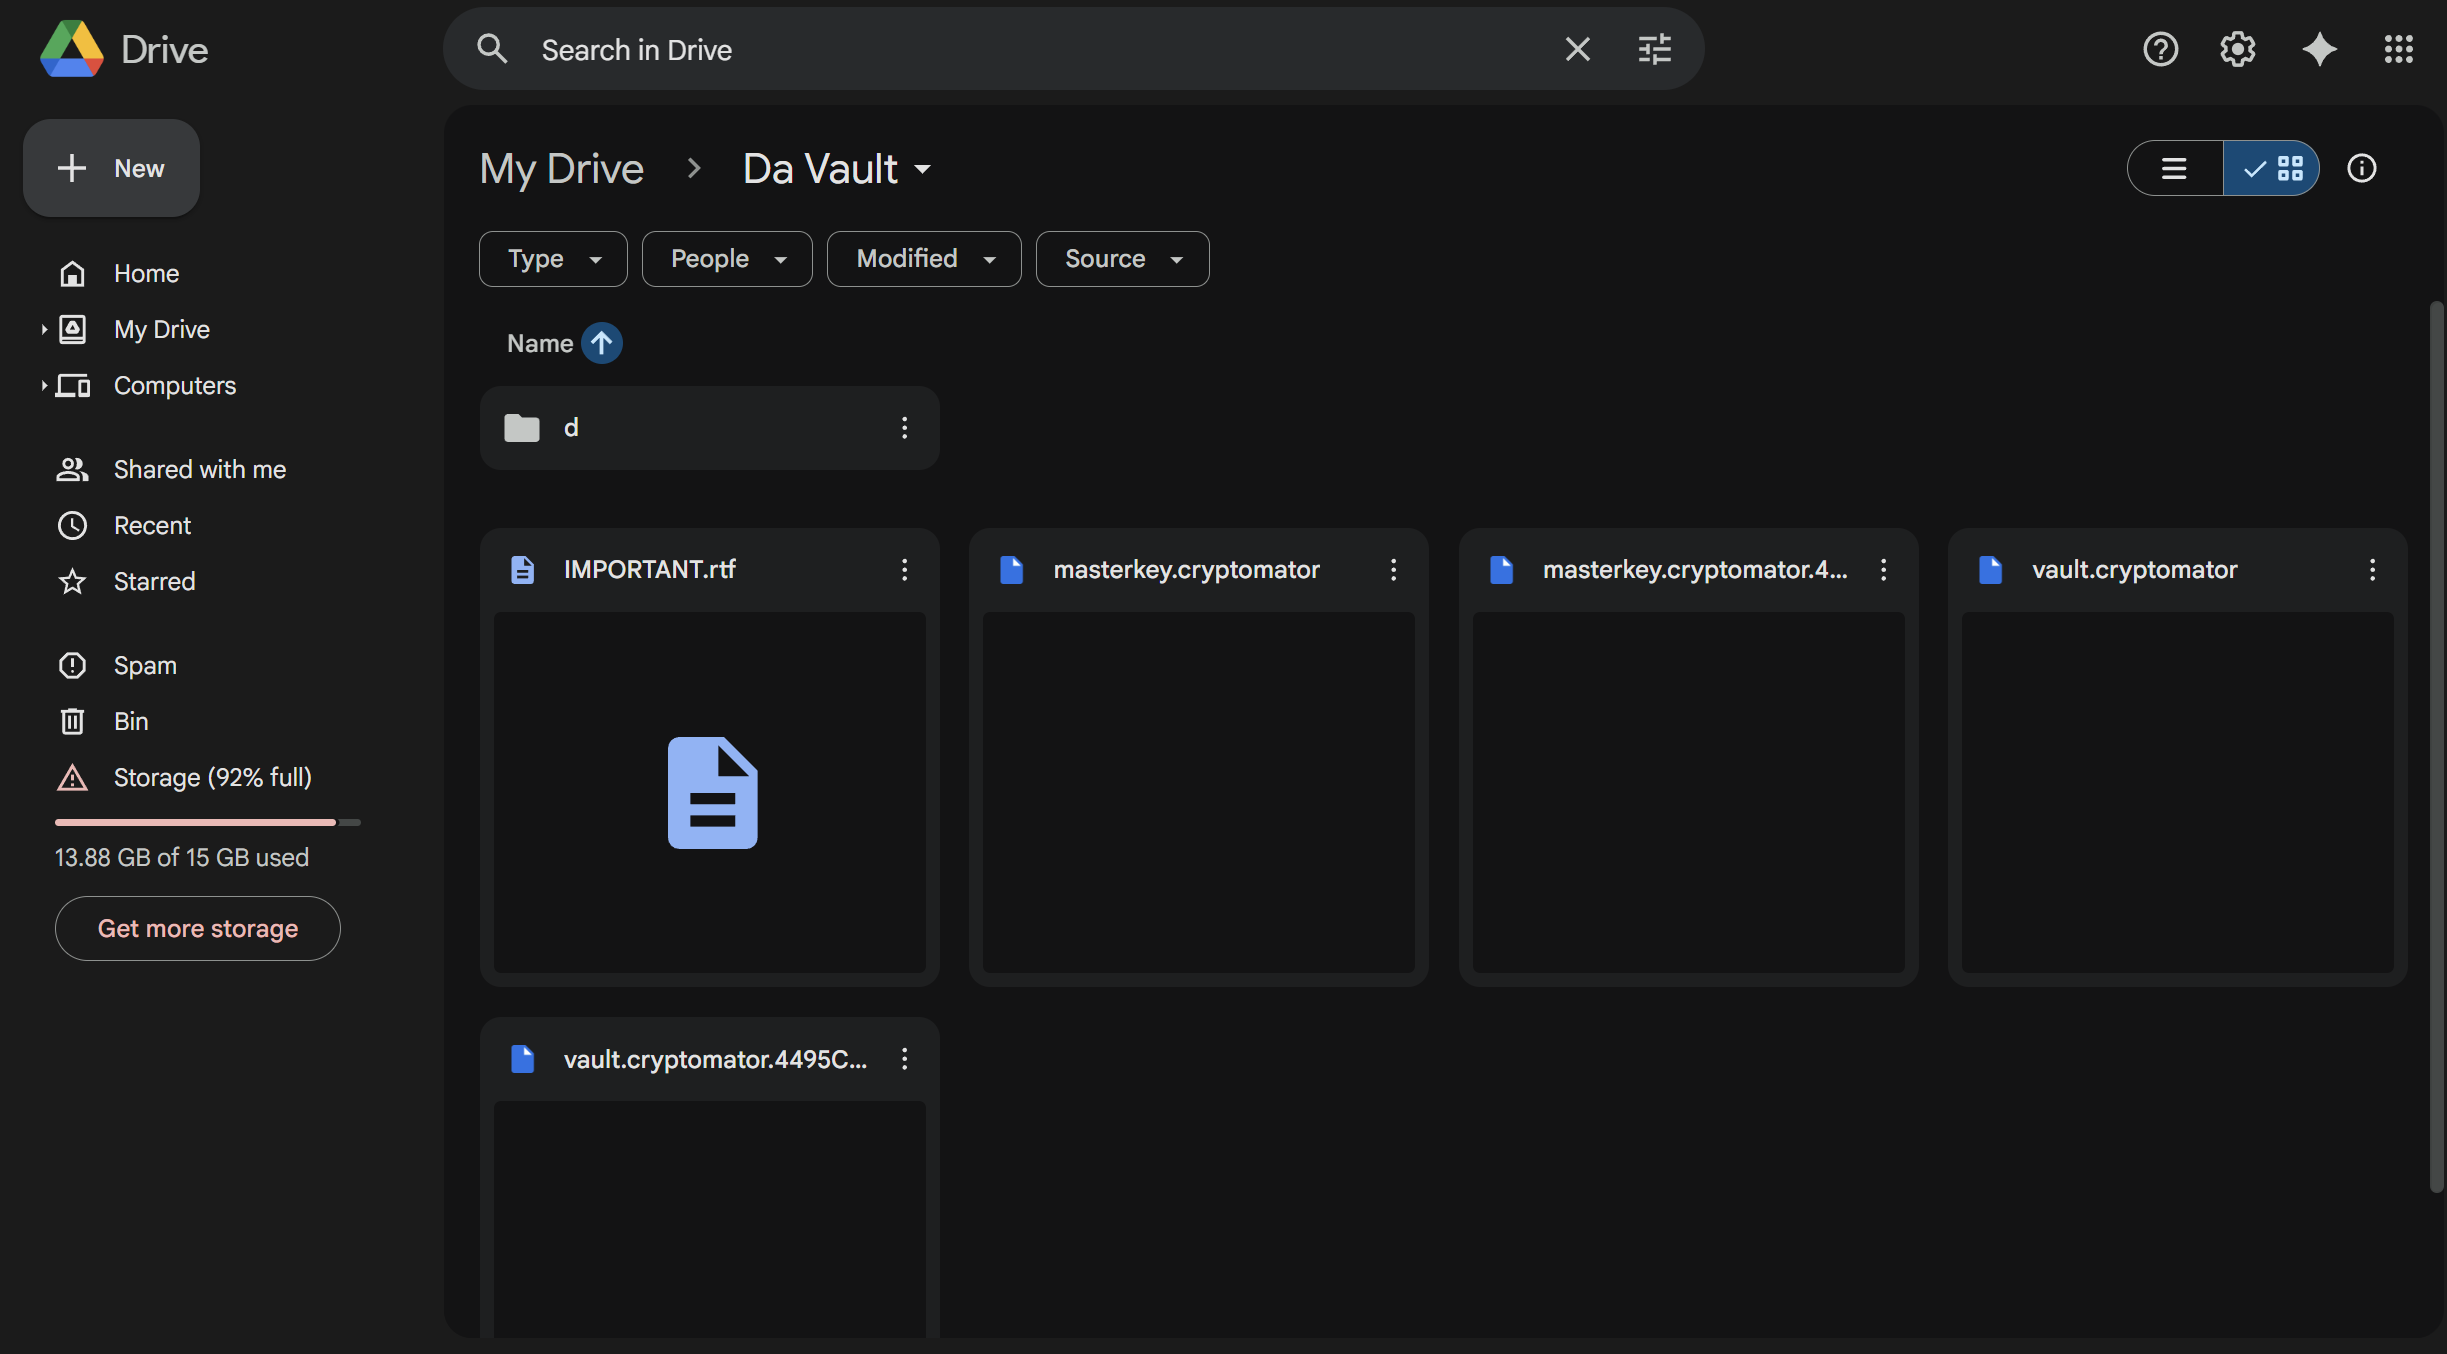 Drive
Search in Drive
New
Home
My Drive
Computers
Shared with me
Recent
Starred
Spam
Bin
Storage (92% full)
13.88 GB of 15 GB used
Get more storage
My Drive
Da Vault
Type
People
Modified
Source
Name
d
IMPORTANT.rtf
masterkey.cryptomator
masterkey.cryptomator.4...
vault.cryptomator
vault.cryptomator.4495C...